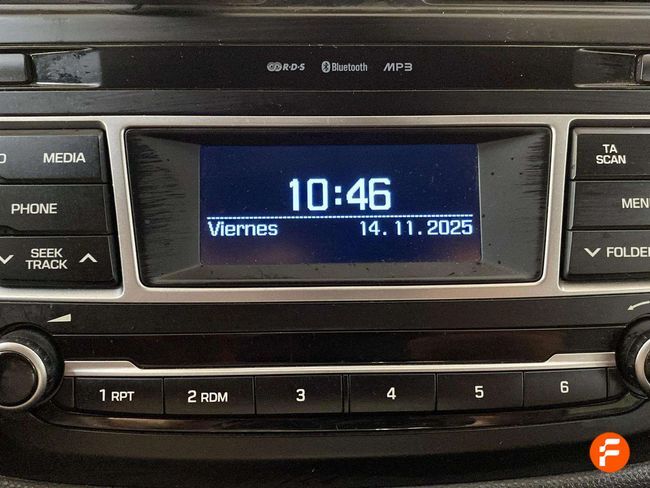 R·D·S Bluetooth MP3
MEDIA
TA SCAN
10:46
PHONE
MENU
Viernes 14.11.2025
SEEK TRACK
FOLDER
1 RPT 2 RDM 3 4 5 6